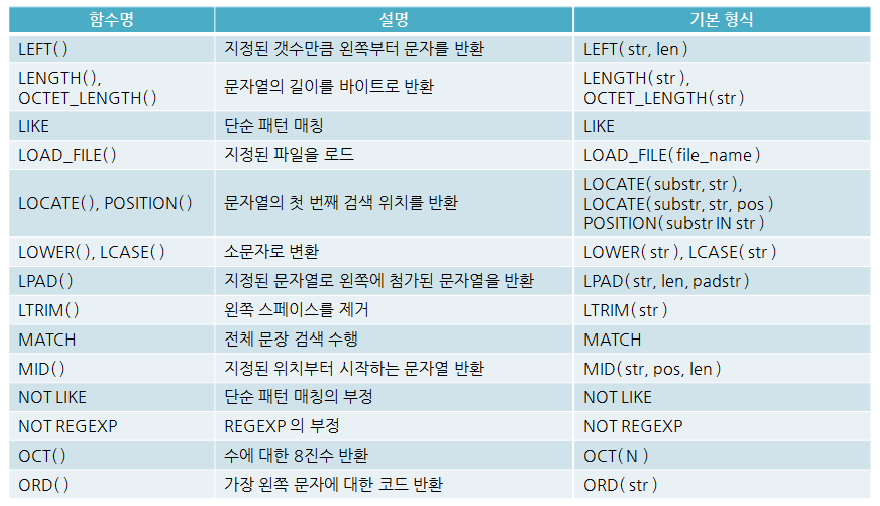 함수명 설명 기본 형식
LEFT( ) 지정된 갯수만큼 왼쪽부터 문자를 반환 LEFT( str, len )
LENGTH( ),
OCTET_LENGTH( )
문자열의 길이를 바이트로 반환
LENGTH( str ),
OCTET_LENGTH( str )
LIKE 단순 패턴 매칭 LIKE
LOAD_FILE( ) 지정된 파일을 로드 LOAD_FILE( file_name )
LOCATE( ), POSITION( ) 문자열의 첫 번째 검색 위치를 반환
LOCATE( substr, str ),
LOCATE( substr, str, pos )
POSITION( substr IN str )
LOWER( ), LCASE( ) 소문자로 변환 LOWER( str ), LCASE( str )
LPAD( ) 지정된 문자열로 왼쪽에 첨가된 문자열을 반환 LPAD( str, len, padstr )
LTRIM( ) 왼쪽 스페이스를 제거 LTRIM( str )
MATCH 전체 문장 검색 수행 MATCH
MID( ) 지정된 위치부터 시작하는 문자열 반환 MID( str, pos, len )
NOT LIKE 단순 패턴 매칭의 부정 NOT LIKE
NOT REGEXP REGEXP 의 부정 NOT REGEXP
OCT( ) 수에 대한 8진수 반환 OCT( N )
ORD( ) 가장 왼쪽 문자에 대한 코드 반환 ORD( str )